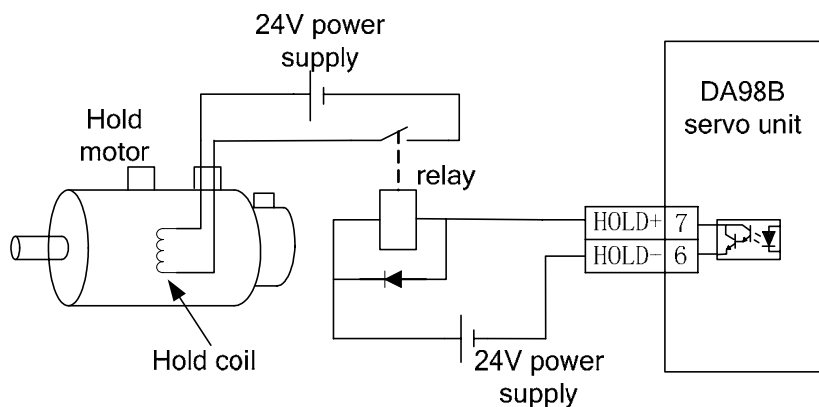 24V power
supply
DA98B
servo unit
Hold
motor
relay
HOLD+ 7
HOLD- 6
Hold coil
24V power
supply